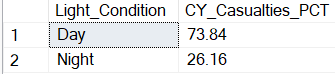 Light_Condition CY_Casualties_PCT
1 Day 73.84
2 Night 26.16